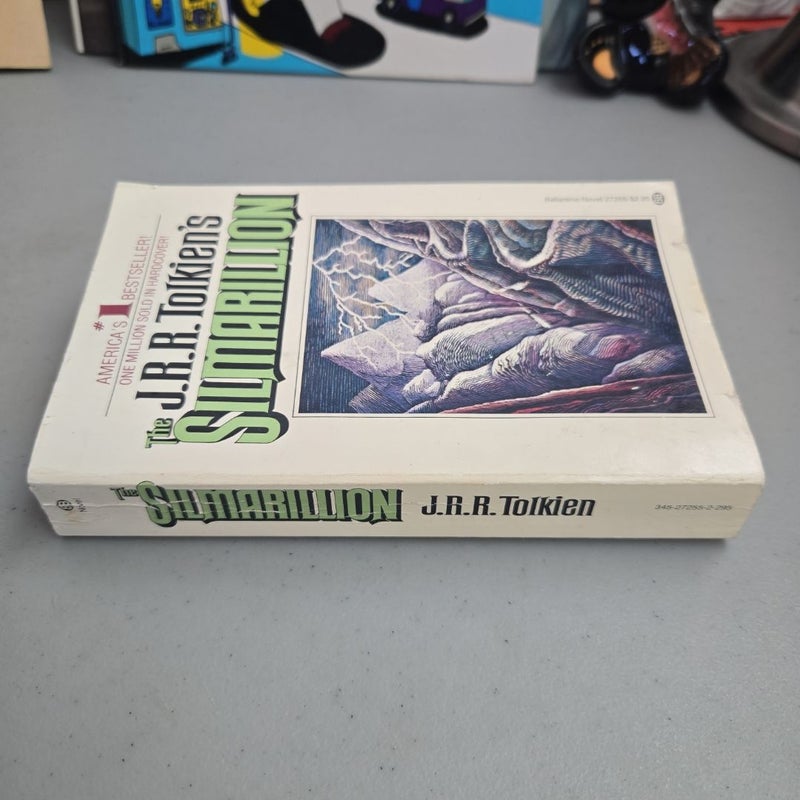 #1
AMERICA'S BESTSELLER!
ONE MILLION SOLD IN HARDCOVER!
The J.R.R. Tolkien's
SILMARILLION
Ballantine/Novel/27255/$2.95
The SILMARILLION J.R.R. Tolkien 345-27255-2-295